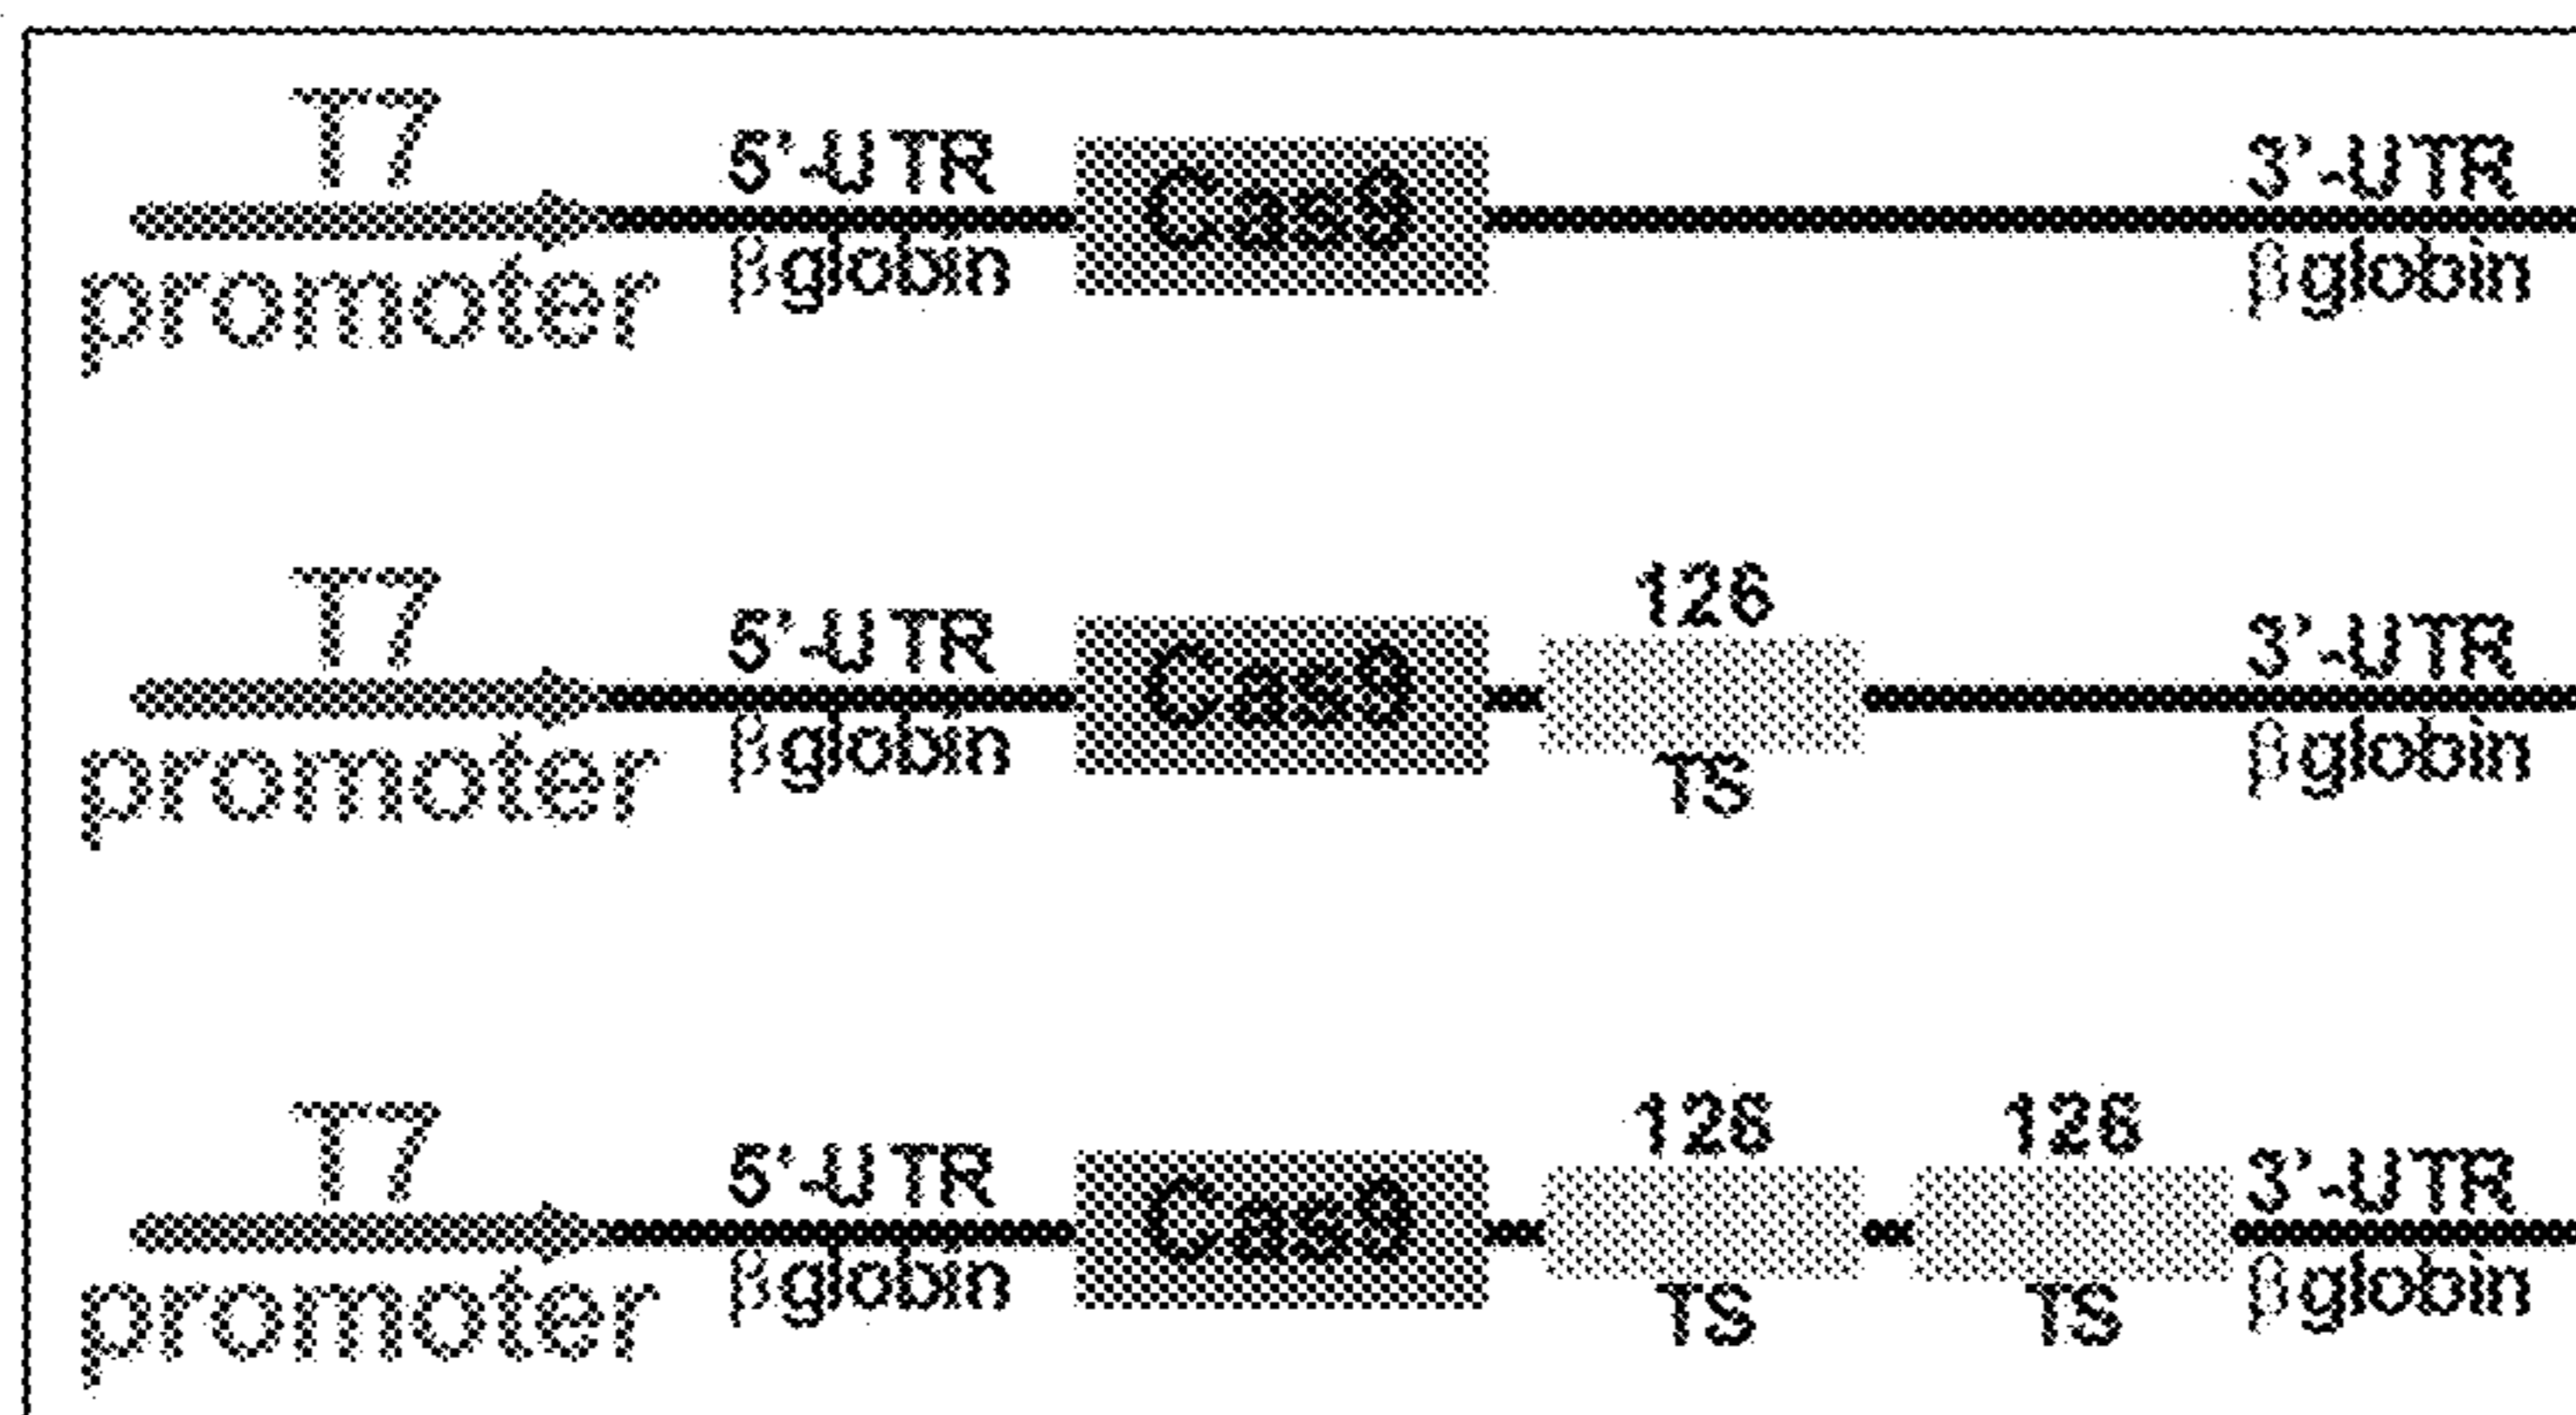 T7
promoter
5'-UTR
βglobin
Cas9
3'-UTR
βglobin
T7
promoter
5'-UTR
βglobin
Cas9
126
TS
3'-UTR
βglobin
T7
promoter
5'-UTR
βglobin
Cas9
126
TS
126
TS
3'-UTR
βglobin